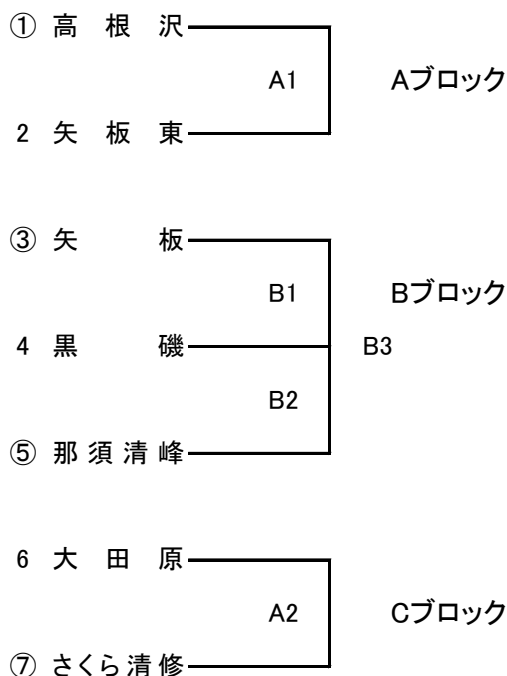 ① 高根沢
A1 Aブロック
2 矢板東
③ 矢板
B1 Bブロック
4 黒磯 B3
B2
⑤ 那須清峰
6 大田原
A2 Cブロック
⑦ さくら清修